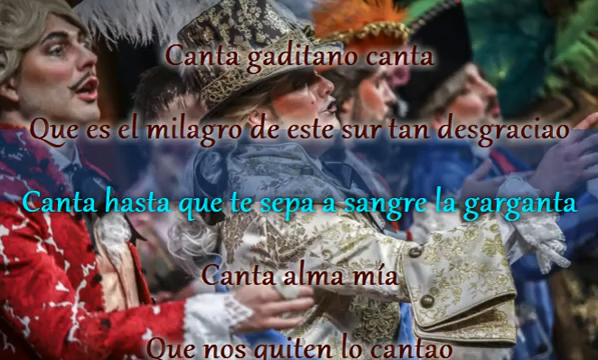 Canta gaditano canta
Que es el milagro de este sur tan desgraciao
Canta hasta que te sepa a sangre la garganta
Canta alma mía
Que nos quiten lo cantao